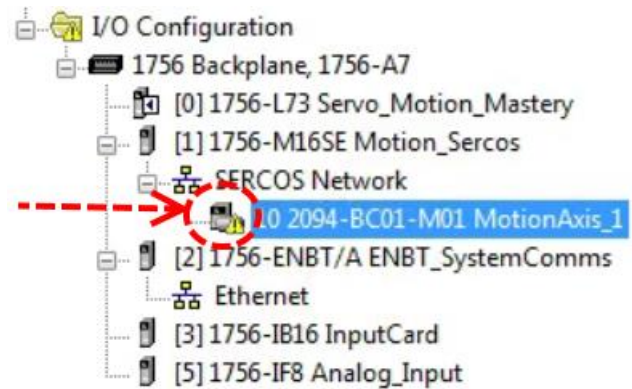 I/O Configuration
1756 Backplane, 1756-A7
[0] 1756-L73 Servo_Motion_Mastery
[1] 1756-M16SE Motion_Sercos
SERCOS Network
10 2094-BC01-M01 MotionAxis_1
[2] 1756-ENBT/A ENBT_SystemComms
Ethernet
[3] 1756-IB16 InputCard
[5] 1756-IF8 Analog_Input